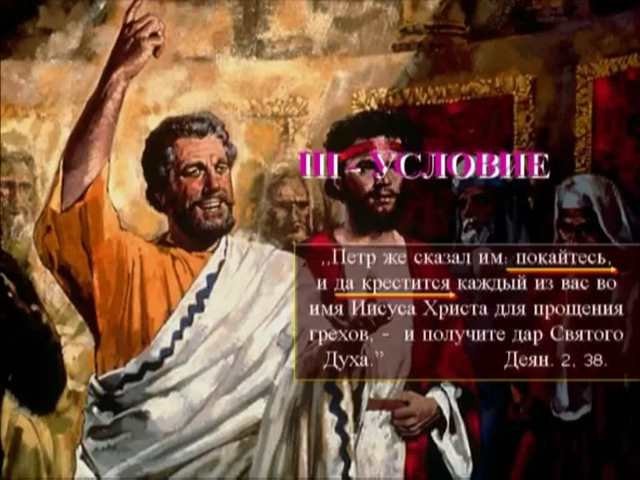 III – УСЛОВИЕ
,,Петр же сказал им: покайтесь,
и да крестится каждый из вас во
имя Иисуса Христа для прощения
грехов, - и получите дар Святого
Духа.” Деян. 2, 38.